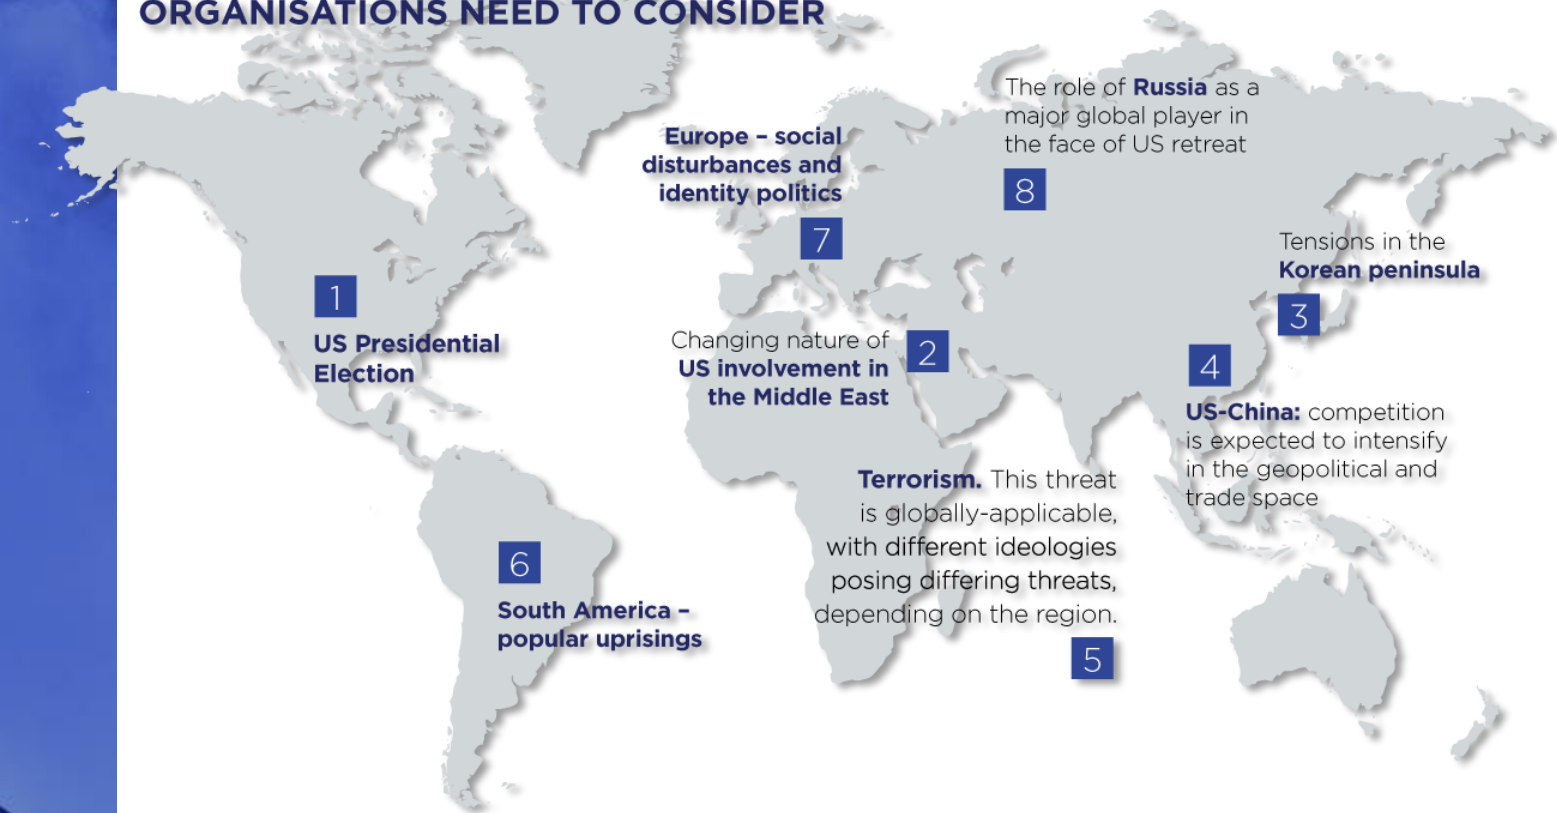 ORGANISATIONS NEED TO CONSIDER
The role of Russia as a
major global player in
the face of US retreat
8
Europe – social
disturbances and
identity politics
7
Tensions in the
Korean peninsula
3
1
US Presidential
Election
Changing nature of
US involvement in
the Middle East
2
4
US-China: competition
is expected to intensify
in the geopolitical and
trade space
Terrorism. This threat
is globally-applicable,
with different ideologies
posing differing threats,
depending on the region.
5
6
South America –
popular uprisings